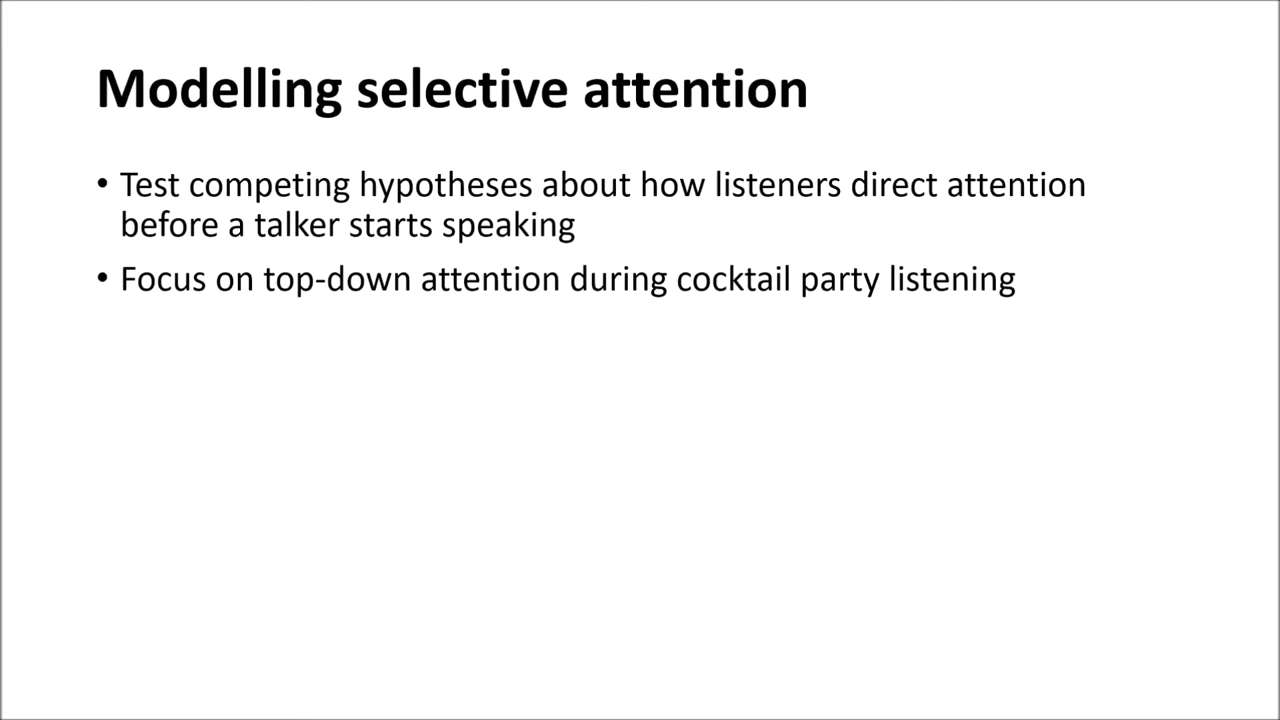 Modelling selective attention
• Test competing hypotheses about how listeners direct attention
before a talker starts speaking
• Focus on top-down attention during cocktail party listening